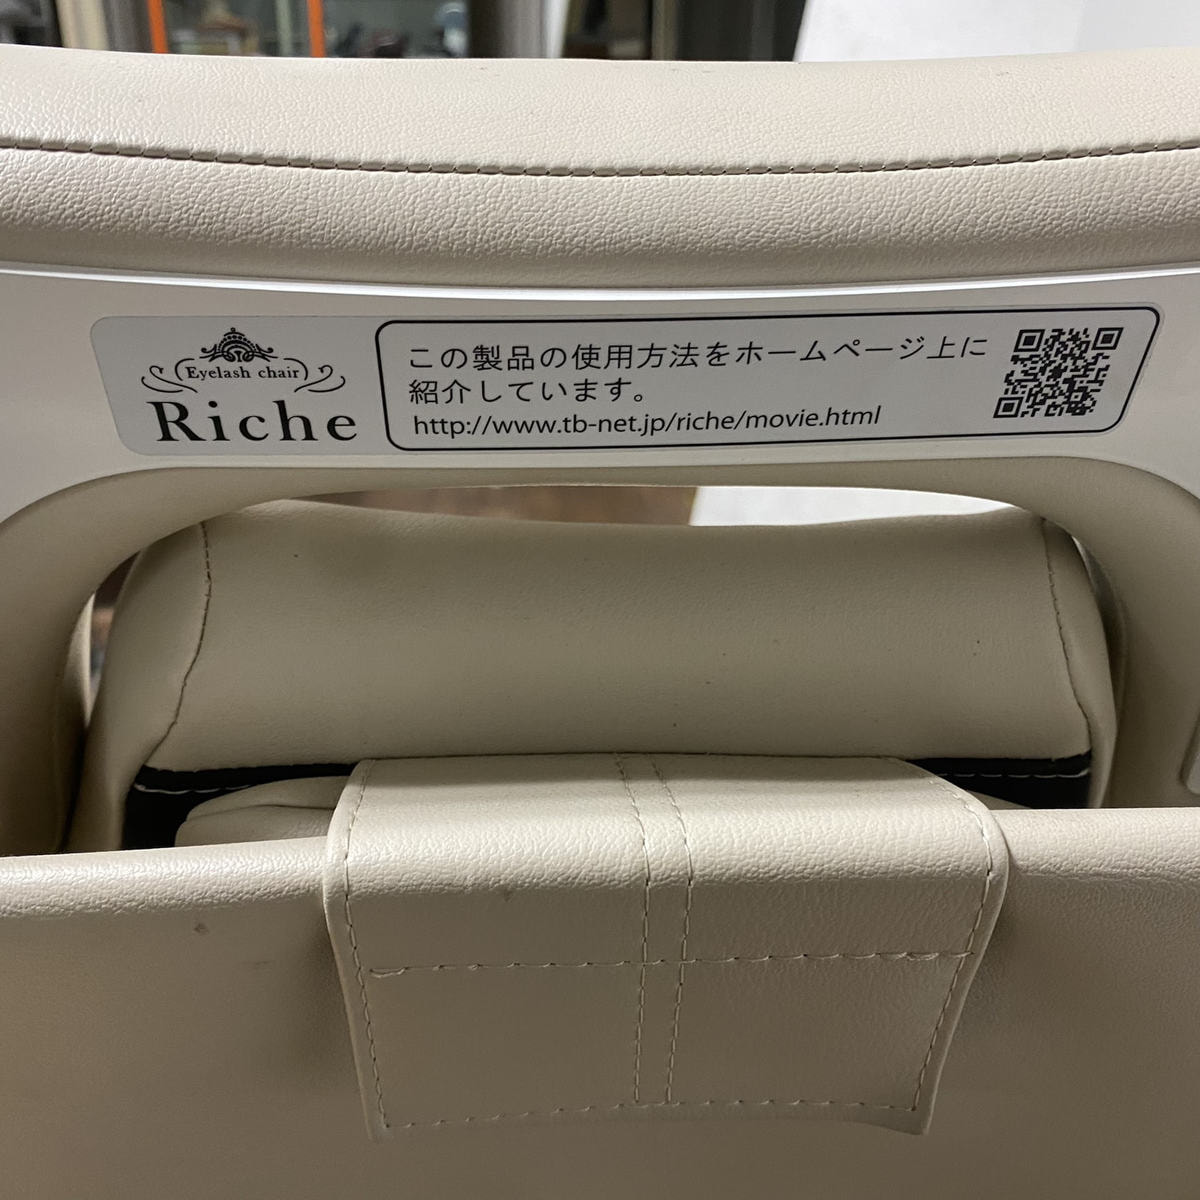 Eyelash chair
Riche
この製品の使用方法をホームページ上に
紹介しています。
http://www.tb-net.jp/riche/movie.html